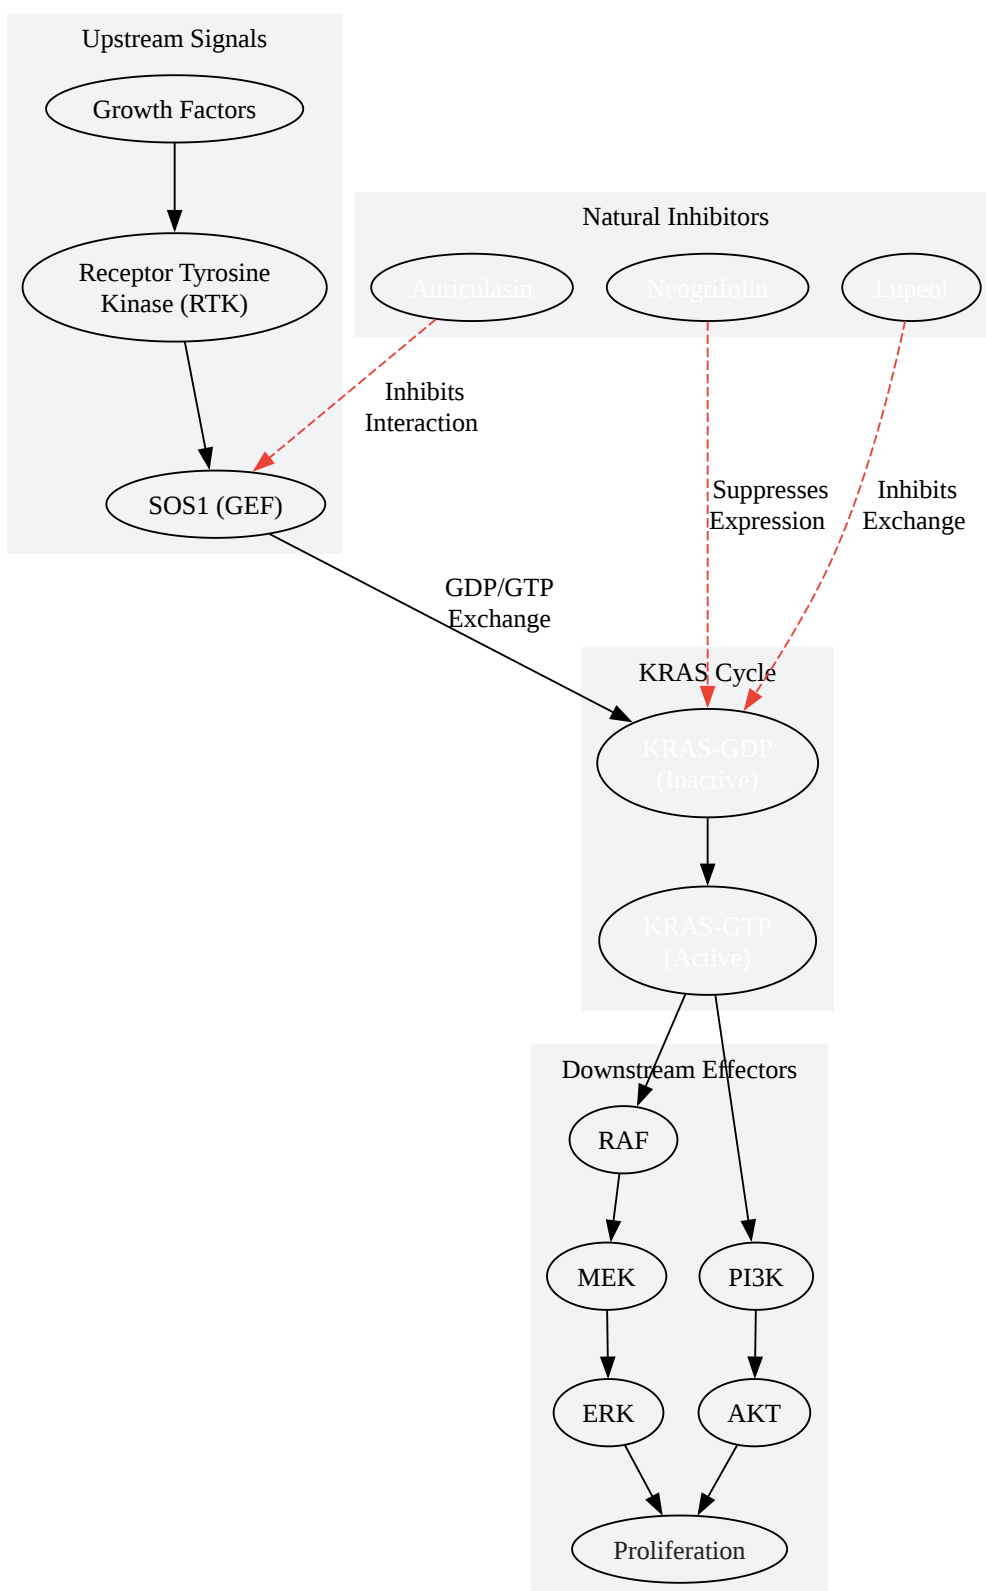 Upstream Signals
Growth Factors
Receptor Tyrosine
Kinase (RTK)
SOS1 (GEF)
Natural Inhibitors
Auriculasin
Neogrifolin
Lupeol
Inhibits
Interaction
Suppresses
Expression
Inhibits
Exchange
GDP/GTP
Exchange
KRAS Cycle
KRAS-GDP
(Inactive)
KRAS-GTP
(Active)
Downstream Effectors
RAF
MEK
PI3K
ERK
AKT
Proliferation